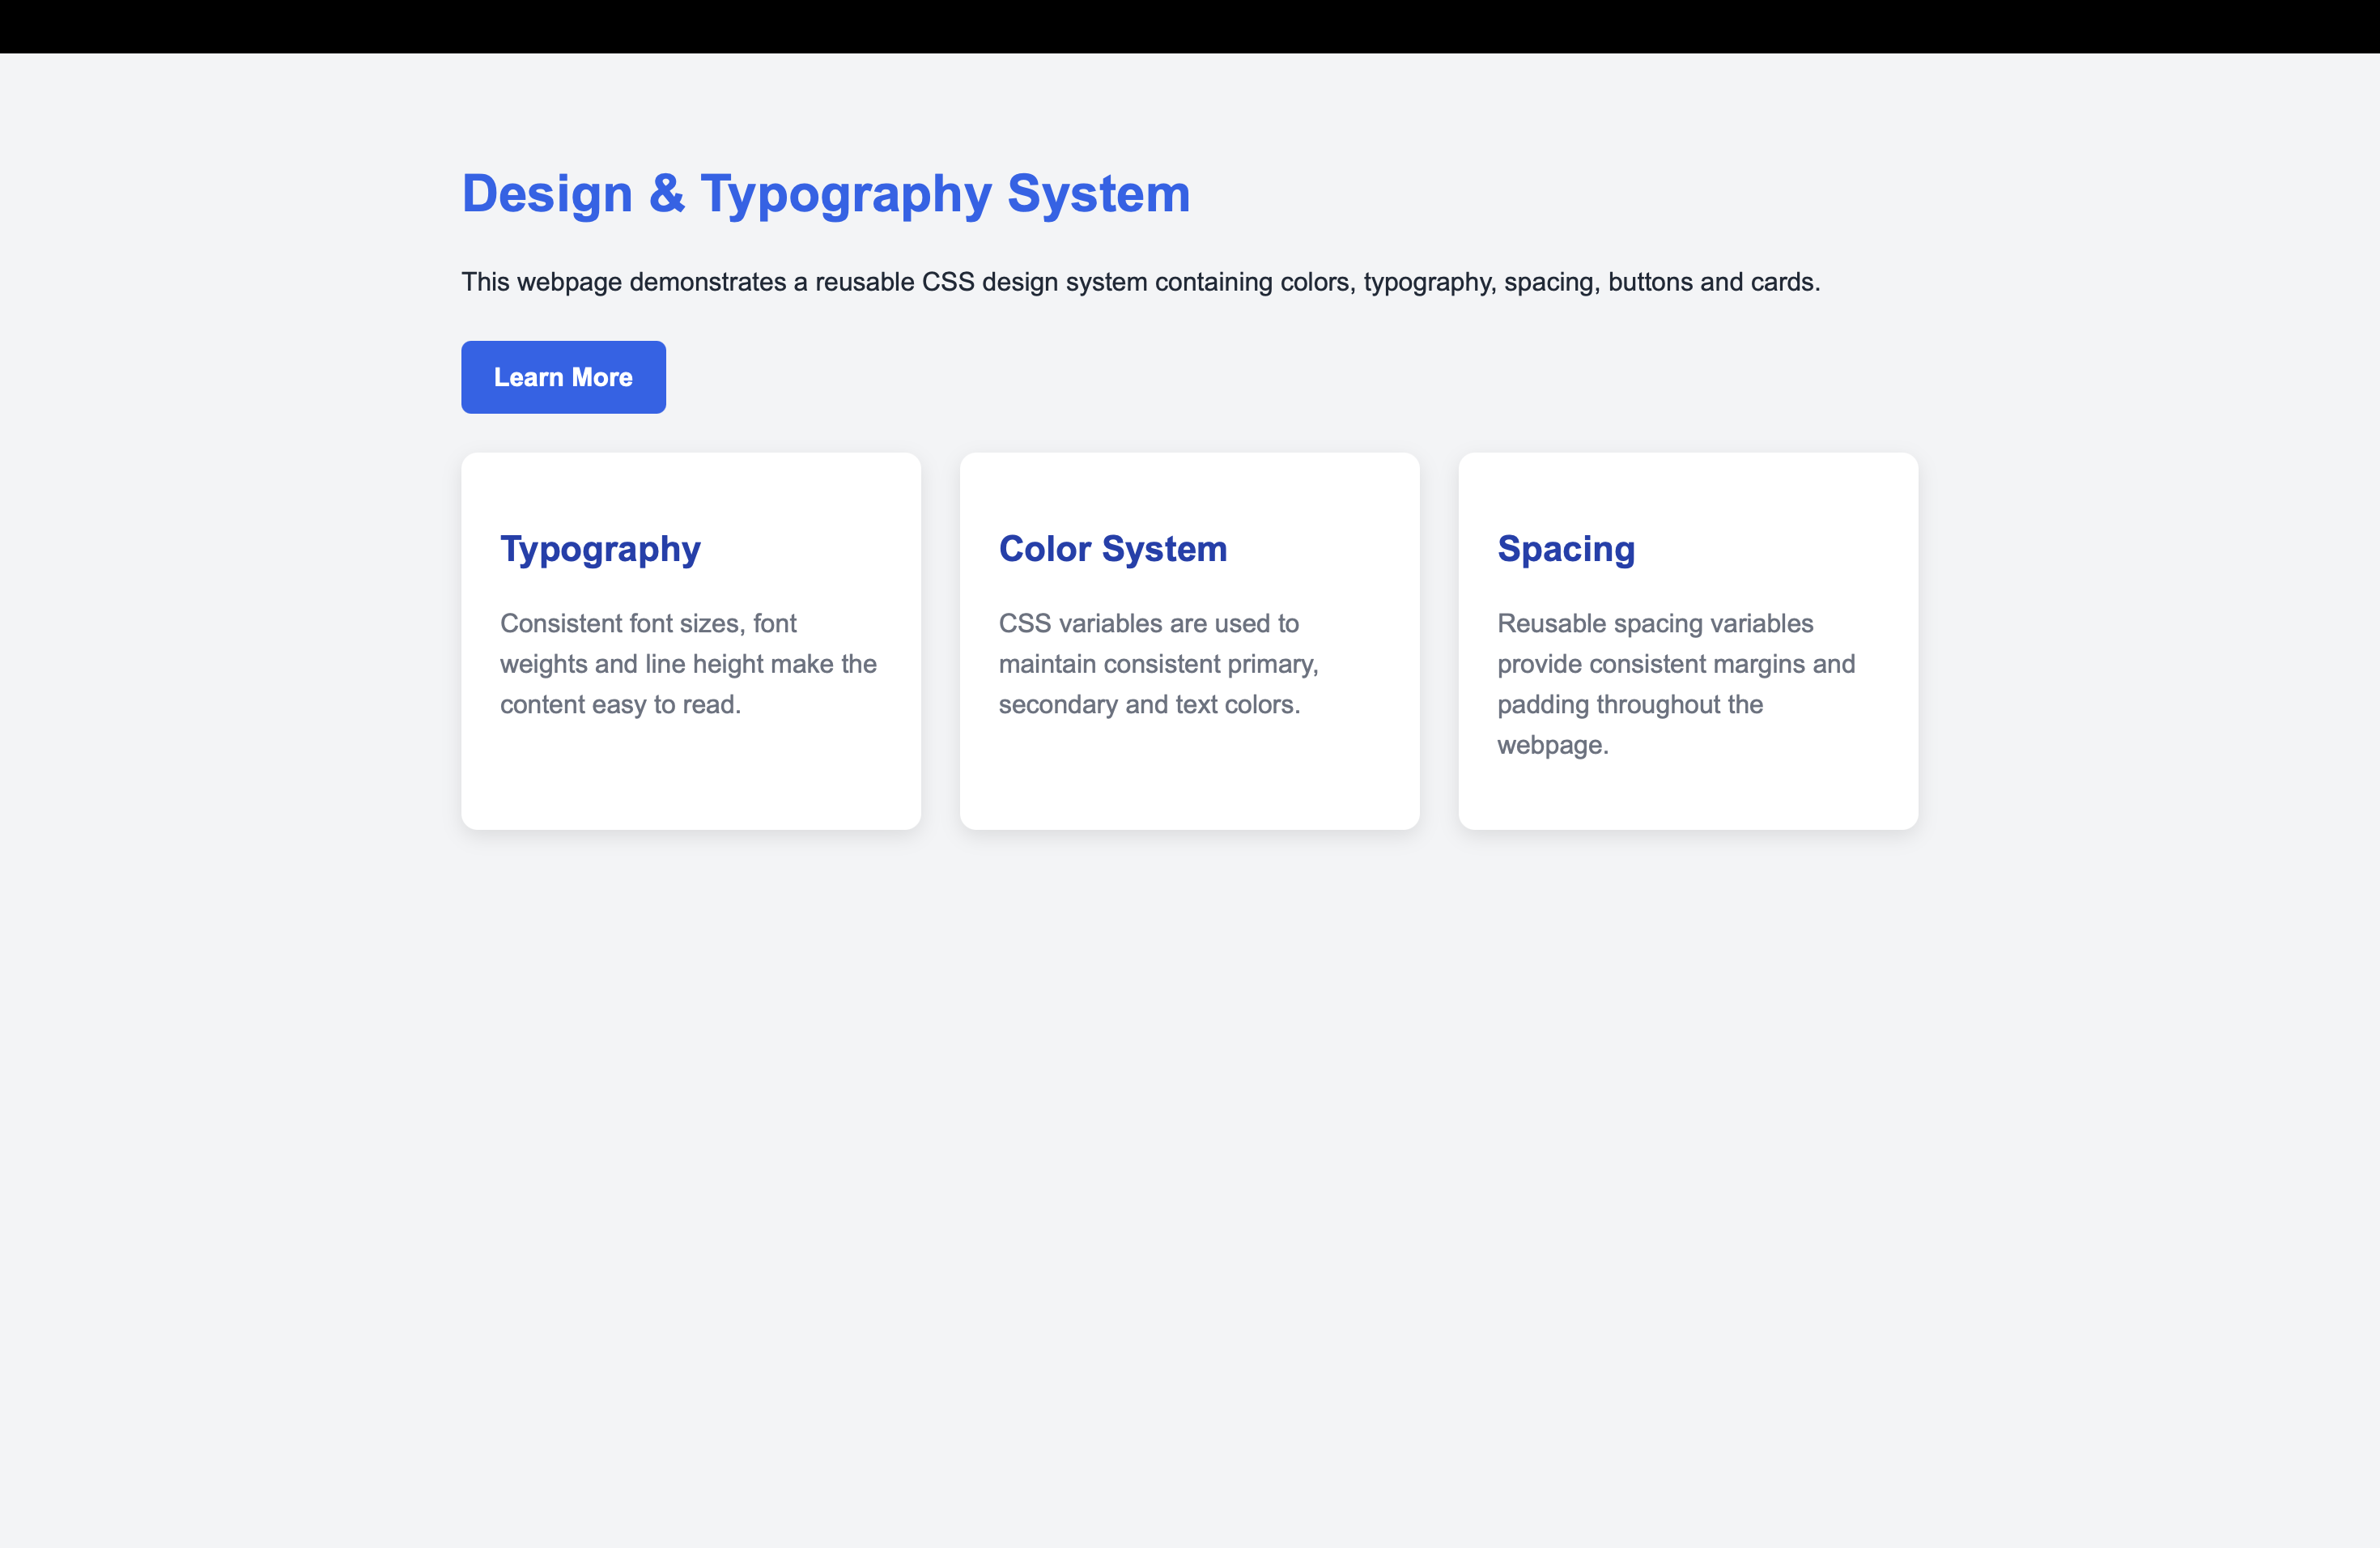 Design & Typography System
This webpage demonstrates a reusable CSS design system containing colors, typography, spacing, buttons and cards.
Learn More
Typography
Consistent font sizes, font
weights and line height make the
content easy to read.
Color System
CSS variables are used to
maintain consistent primary,
secondary and text colors.
Spacing
Reusable spacing variables
provide consistent margins and
padding throughout the
webpage.